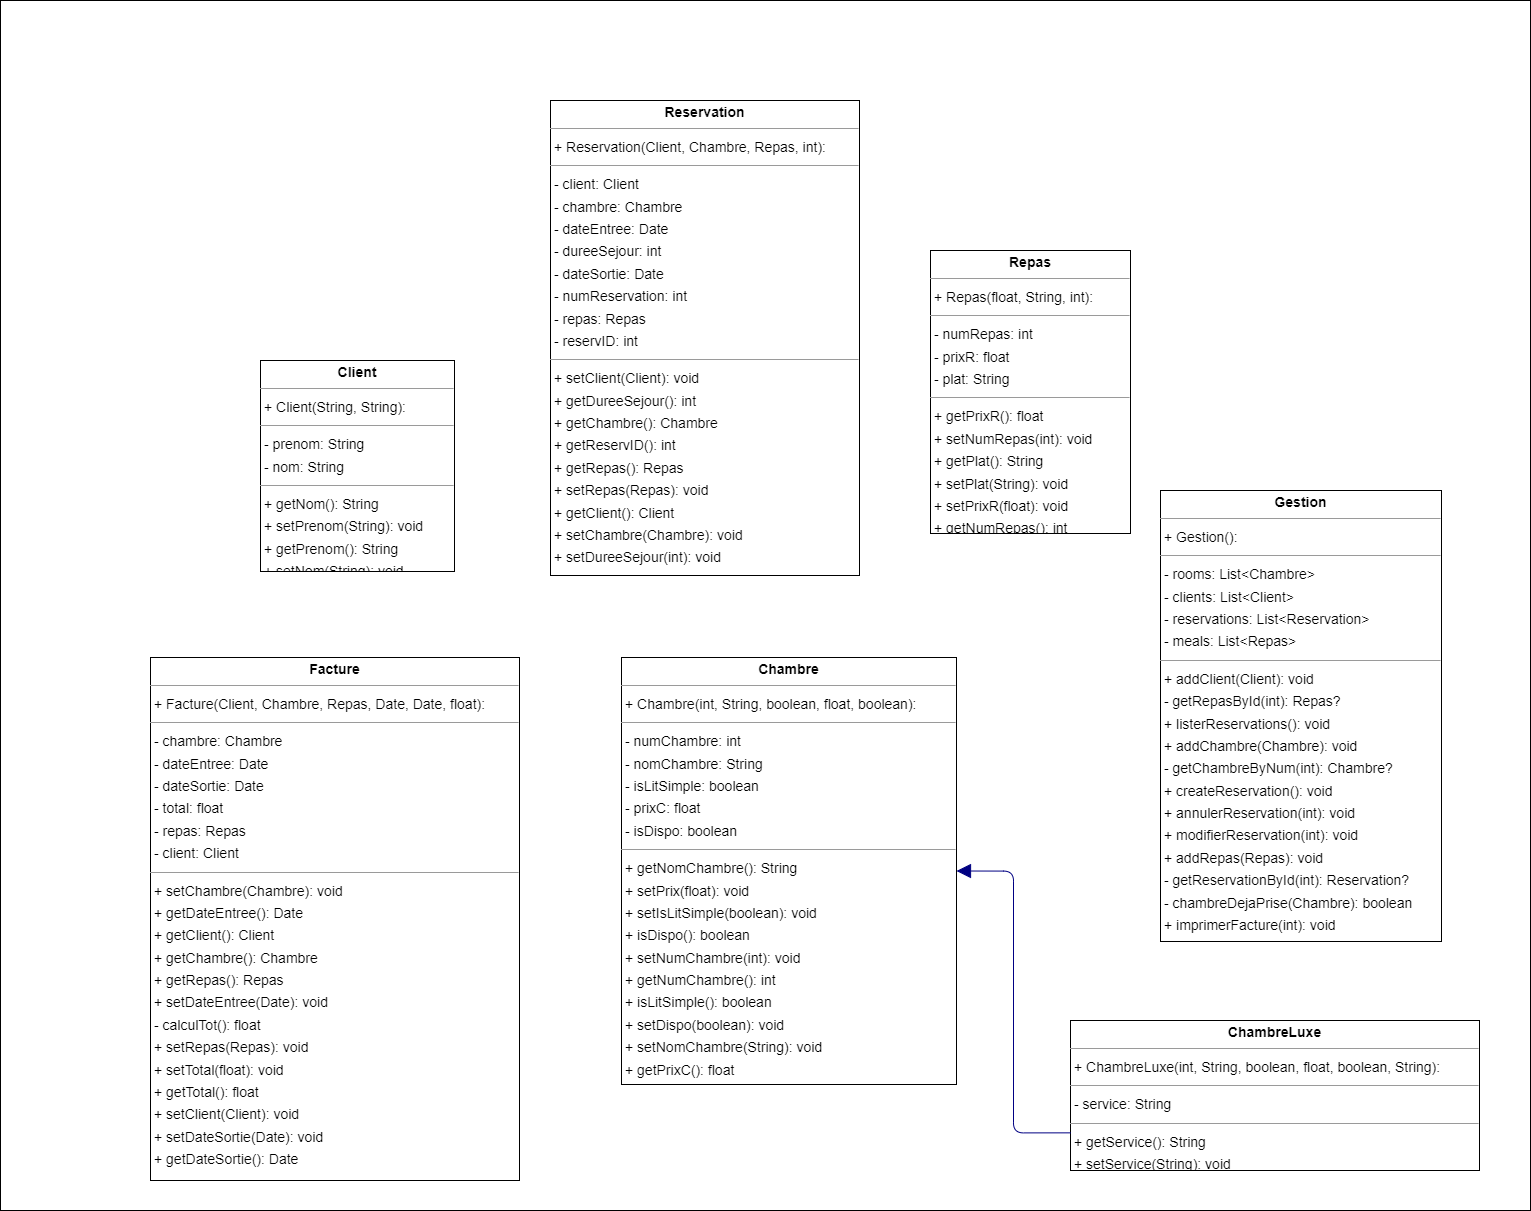 Reservation
+ Reservation(Client, Chambre, Repas, int):
- client: Client
- chambre: Chambre
- dateEntree: Date
- dureeSejour: int
- dateSortie: Date
- numReservation: int
- repas: Repas
- reservID: int
+ setClient(Client): void
+ getDureeSejour(): int
+ getChambre(): Chambre
+ getReservID(): int
+ getRepas(): Repas
+ setRepas(Repas): void
+ getClient(): Client
+ setChambre(Chambre): void
+ setDureeSejour(int): void
Repas
+ Repas(float, String, int):
- numRepas: int
- prixR: float
- plat: String
+ getPrixR(): float
+ setNumRepas(int): void
+ getPlat(): String
+ setPlat(String): void
+ setPrixR(float): void
+ getNumRepas(): int
Client
+ Client(String, String):
- prenom: String
- nom: String
+ getNom(): String
+ setPrenom(String): void
+ getPrenom(): String
+ setNom(String): void
Gestion
+ Gestion():
- rooms: List<Chambre>
- clients: List<Client>
- reservations: List<Reservation>
- meals: List<Repas>
+ addClient(Client): void
- getRepasById(int): Repas?
+ listerReservations(): void
+ addChambre(Chambre): void
- getChambreByNum(int): Chambre?
+ createReservation(): void
+ annulerReservation(int): void
+ modifierReservation(int): void
+ addRepas(Repas): void
- getReservationById(int): Reservation?
- chambreDejaPrise(Chambre): boolean
+ imprimerFacture(int): void
Facture
+ Facture(Client, Chambre, Repas, Date, Date, float):
- chambre: Chambre
- dateEntree: Date
- dateSortie: Date
- total: float
- repas: Repas
- client: Client
+ setChambre(Chambre): void
+ getDateEntree(): Date
+ getClient(): Client
+ getChambre(): Chambre
+ getRepas(): Repas
+ setDateEntree(Date): void
- calculTot(): float
+ setRepas(Repas): void
+ setTotal(float): void
+ getTotal(): float
+ setClient(Client): void
+ setDateSortie(Date): void
+ getDateSortie(): Date
Chambre
+ Chambre(int, String, boolean, float, boolean):
- numChambre: int
- nomChambre: String
- isLitSimple: boolean
- prixC: float
- isDispo: boolean
+ getNomChambre(): String
+ setPrix(float): void
+ setIsLitSimple(boolean): void
+ isDispo(): boolean
+ setNumChambre(int): void
+ getNumChambre(): int
+ isLitSimple(): boolean
+ setDispo(boolean): void
+ setNomChambre(String): void
+ getPrixC(): float
ChambreLuxe
+ ChambreLuxe(int, String, boolean, float, boolean, String):
- service: String
+ getService(): String
+ setService(String): void